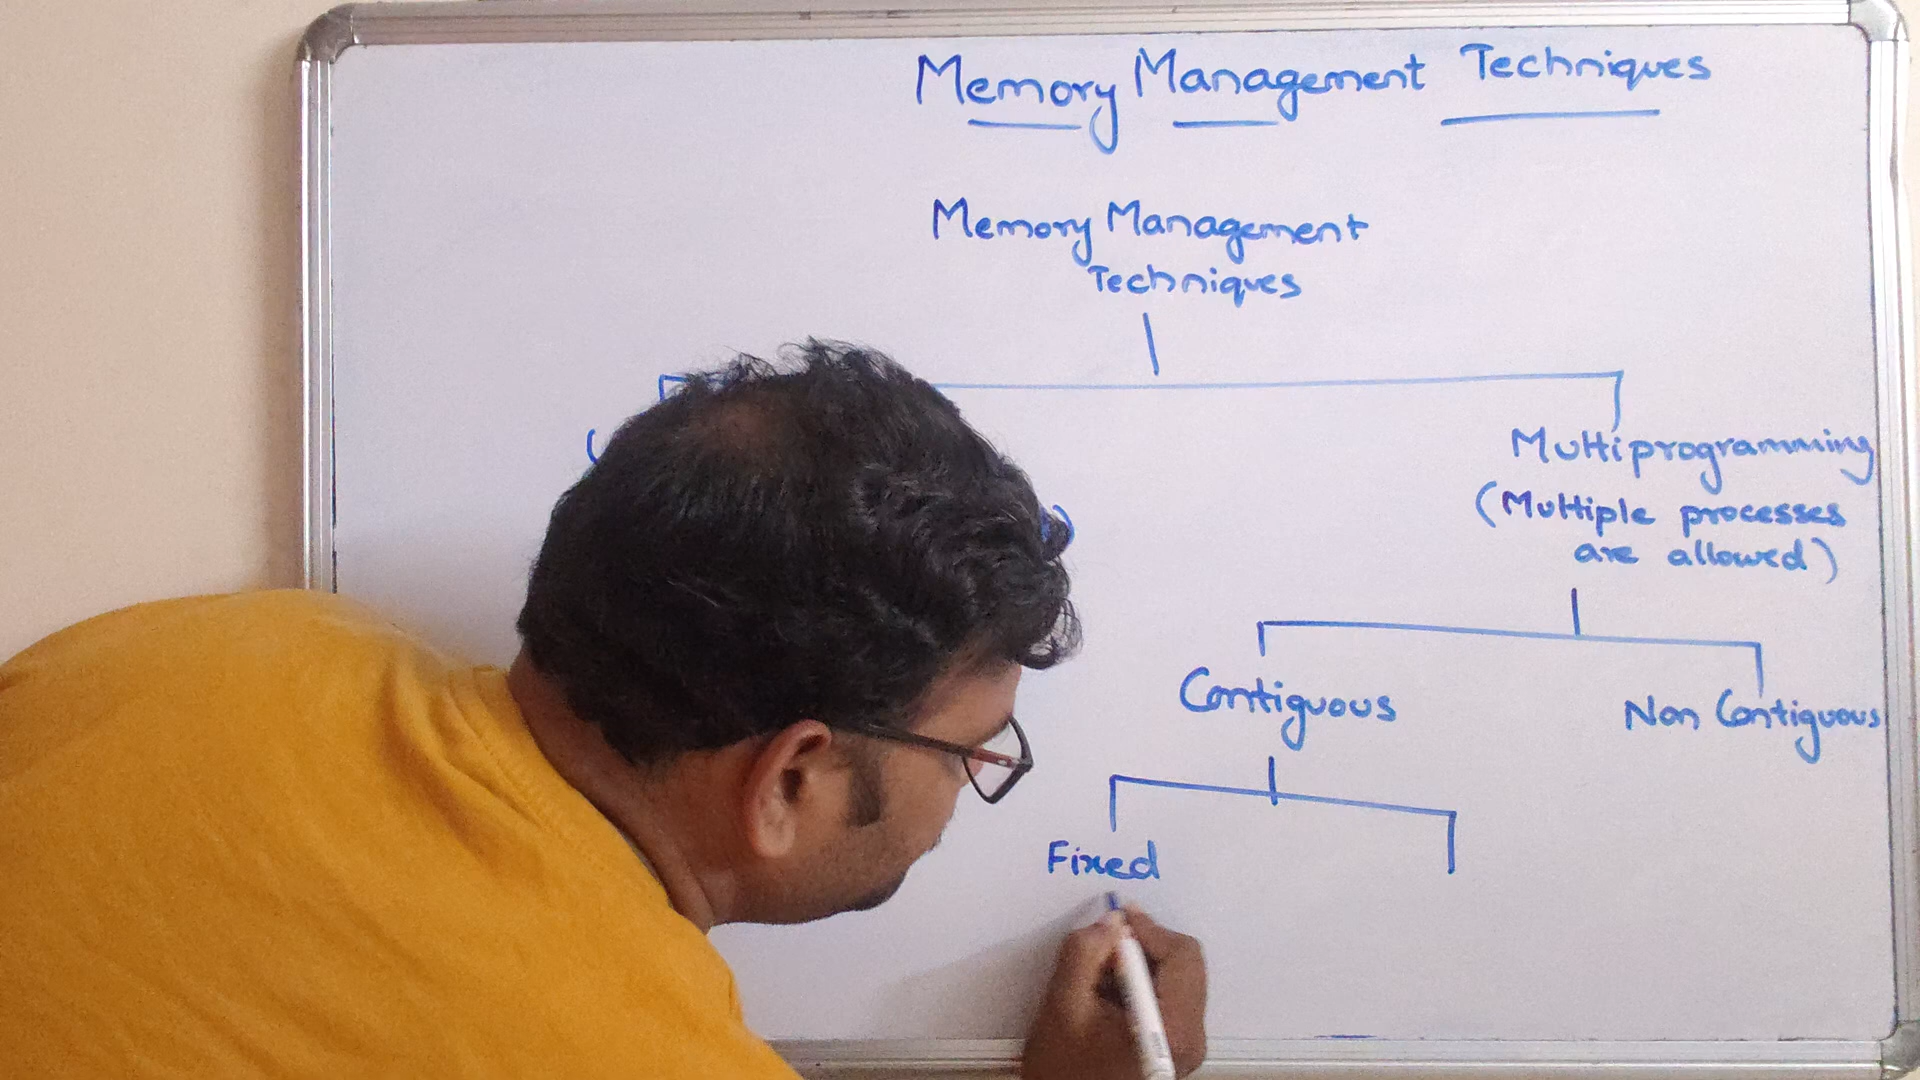 Memory Management Techniques
Memory Management
Techniques
Multiprogramming
(Multiple processes
are allowed)
Contiguous
Non Contiguous
Fixed